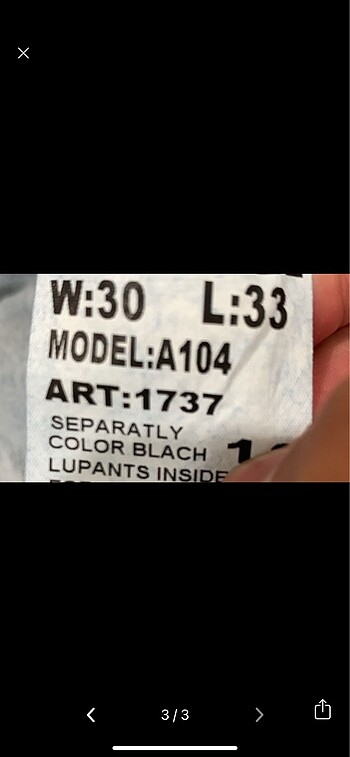 W:30 L:33
MODEL:A104
ART:1737
SEPARATLY
COLOR BLACH
LUPANTS INSIDE
3/3